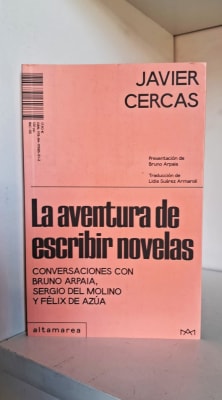 JAVIER
CERCAS
Presentación de
Bruno Arpaia
Traducción de
Lidia Suárez Armaroli
La aventura de
escribir novelas
CONVERSACIONES CON
BRUNO ARPAIA,
SERGIO DEL MOLINO
Y FÉLIX DE AZÚA
altamarea